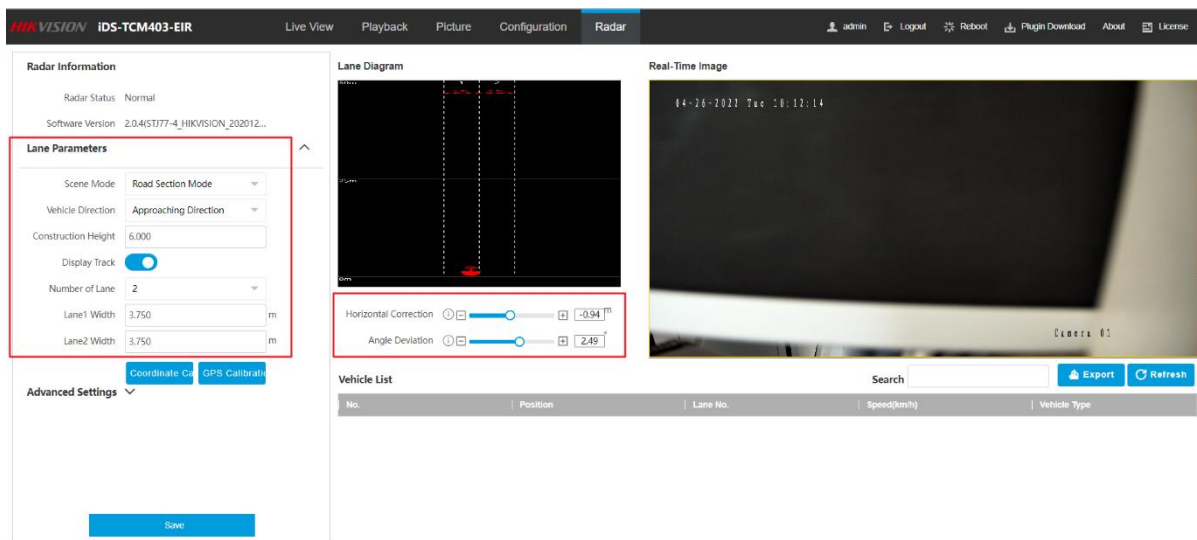 HIKVISION iDS-TCM403-EIR Live View Playback Picture Configuration Radar admin Logout Reboot Plugin Download About License
Radar Information
Radar Status Normal
Software Version 2.0.4(STJ77-4_HIKVISION_202012...
Lane Parameters
Scene Mode Road Section Mode
Vehicle Direction Approaching Direction
Construction Height 6.000
Display Track
Number of Lane 2
Lane1 Width 3.750 m
Lane2 Width 3.750 m
Coordinate Ca GPS Calibratio
Advanced Settings
Save
Lane Diagram
25m
0m
Horizontal Correction -0.94 m
Angle Deviation 2.49 °
Real-Time Image
04-26-2022 Tue 10:12:14
Camera 01
Vehicle List Search Export Refresh
No. Position Lane No. Speed(km/h) Vehicle Type